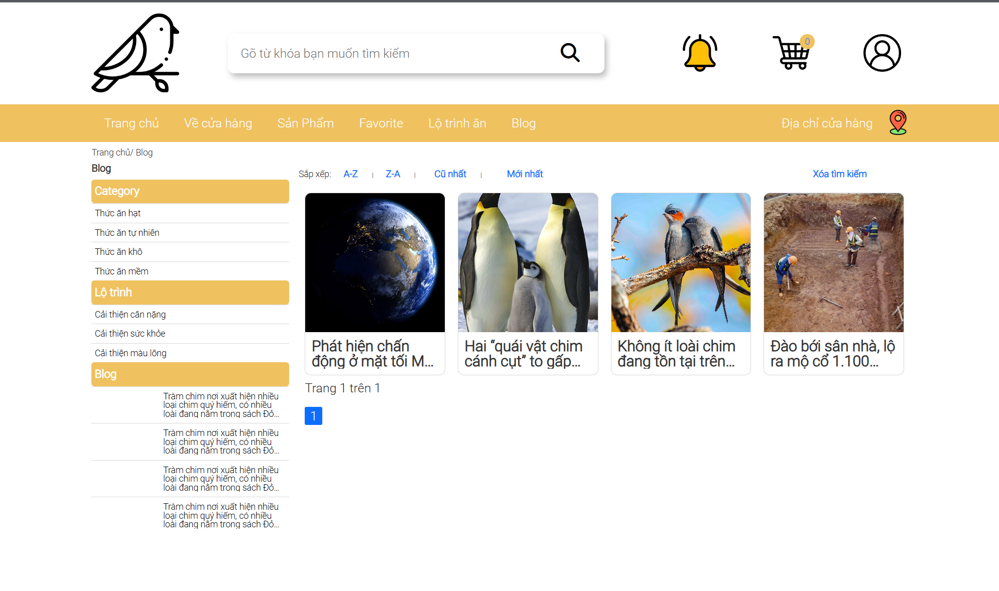 Gõ từ khóa bạn muốn tìm kiếm
0
Trang chủ
Về cửa hàng
Sản Phẩm
Favorite
Lộ trình ăn
Blog
Địa chỉ cửa hàng
Trang chủ/ Blog
Blog
Category
Thức ăn hạt
Thức ăn tự nhiên
Thức ăn khô
Thức ăn mềm
Lộ trình
Cải thiện cân nặng
Cải thiện sức khỏe
Cải thiện màu lông
Blog
Tràm chim nơi xuất hiện nhiều
loại chim quý hiếm, có nhiều
loài đang nằm trong sách Đỏ...
Tràm chim nơi xuất hiện nhiều
loại chim quý hiếm, có nhiều
loài đang nằm trong sách Đỏ...
Tràm chim nơi xuất hiện nhiều
loại chim quý hiếm, có nhiều
loài đang nằm trong sách Đỏ...
Tràm chim nơi xuất hiện nhiều
loại chim quý hiếm, có nhiều
loài đang nằm trong sách Đỏ...
Sắp xếp: A-Z | Z-A | Cũ nhất | Mới nhất
Xóa tìm kiếm
Phát hiện chấn
động ở mặt tối M...
Hai “quái vật chim
cánh cụt” to gấp...
Không ít loài chim
đang tồn tại trên...
Đào bới sân nhà, lộ
ra mộ cổ 1.100...
Trang 1 trên 1
1